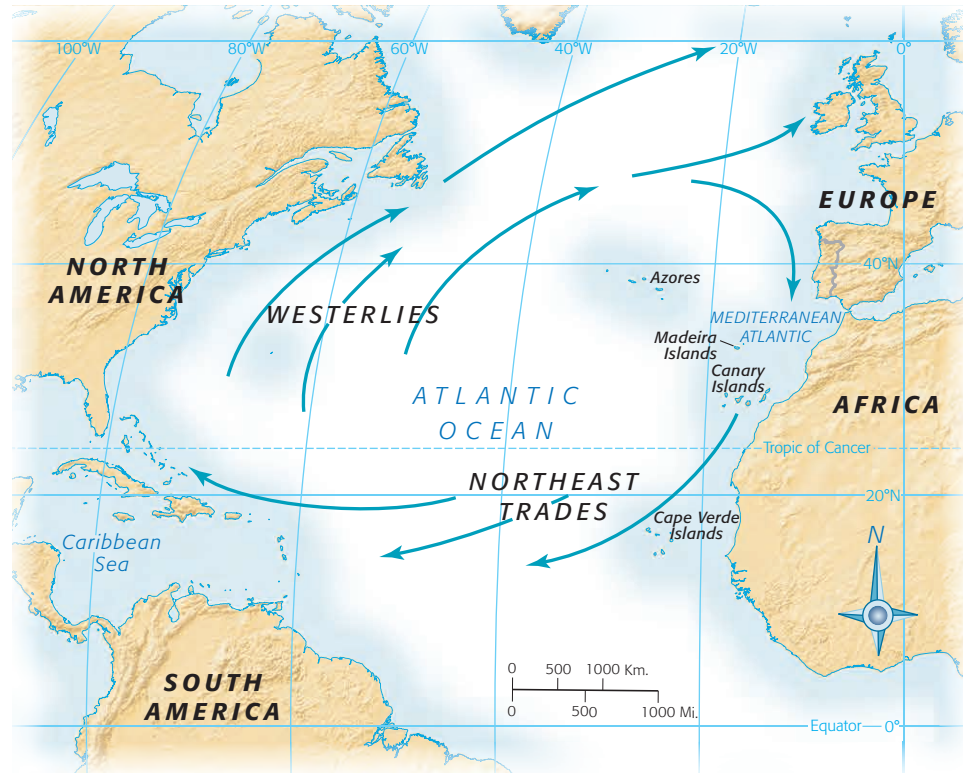 100°W
80°W
60°W
40°W
20°W
0°
EUROPE
NORTH
AMERICA
40°N
Azores
WESTERLIES
MEDITERRANEAN
ATLANTIC
Madeira
Islands
Canary
Islands
ATLANTIC
OCEAN
AFRICA
Tropic of Cancer
NORTHEAST
TRADES
20°N
Cape Verde
Islands
Caribbean
Sea
N
SOUTH
AMERICA
0 500 1000 Km.
0 500 1000 Mi.
Equator 0°